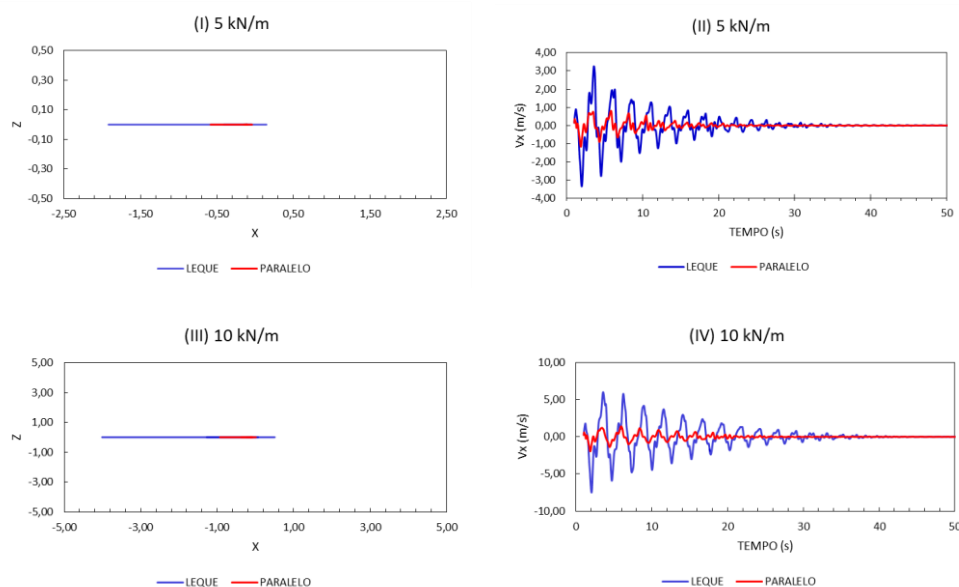 (I) 5 kN/m
0,50
0,30
0,10
-0,10
-0,30
-0,50
Z
-2,50 -1,50 -0,50 0,50 1,50 2,50
X
LEQUE PARALELO
(II) 5 kN/m
4,00
3,00
2,00
1,00
0,00
-1,00
-2,00
-3,00
-4,00
Vx (m/s)
0 10 20 30 40 50
TEMPO (s)
LEQUE PARALELO
(III) 10 kN/m
5,00
3,00
1,00
-1,00
-3,00
-5,00
Z
-5,00 -3,00 -1,00 1,00 3,00 5,00
X
LEQUE PARALELO
(IV) 10 kN/m
10,00
5,00
0,00
-5,00
-10,00
Vx (m/s)
0 10 20 30 40 50
TEMPO (s)
LEQUE PARALELO